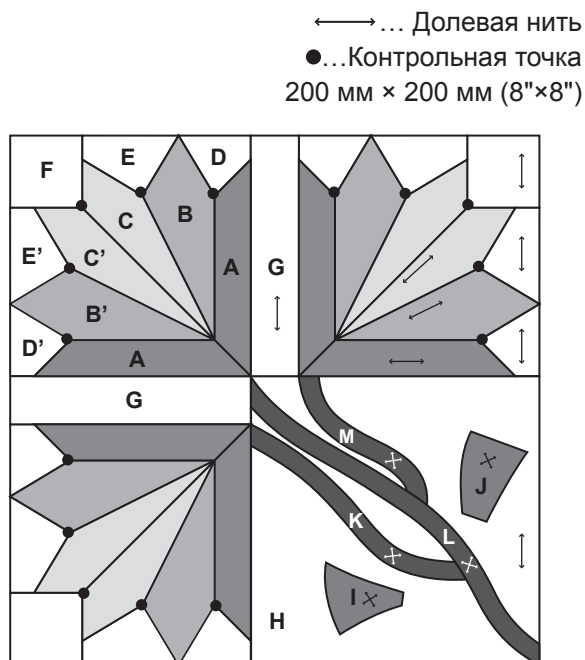 ... Долевая нить
...Контрольная точка
200 мм × 200 мм (8"×8")
F E D
C B
E' C' A G
B'
D'
A
G
M
J
K L
I
H